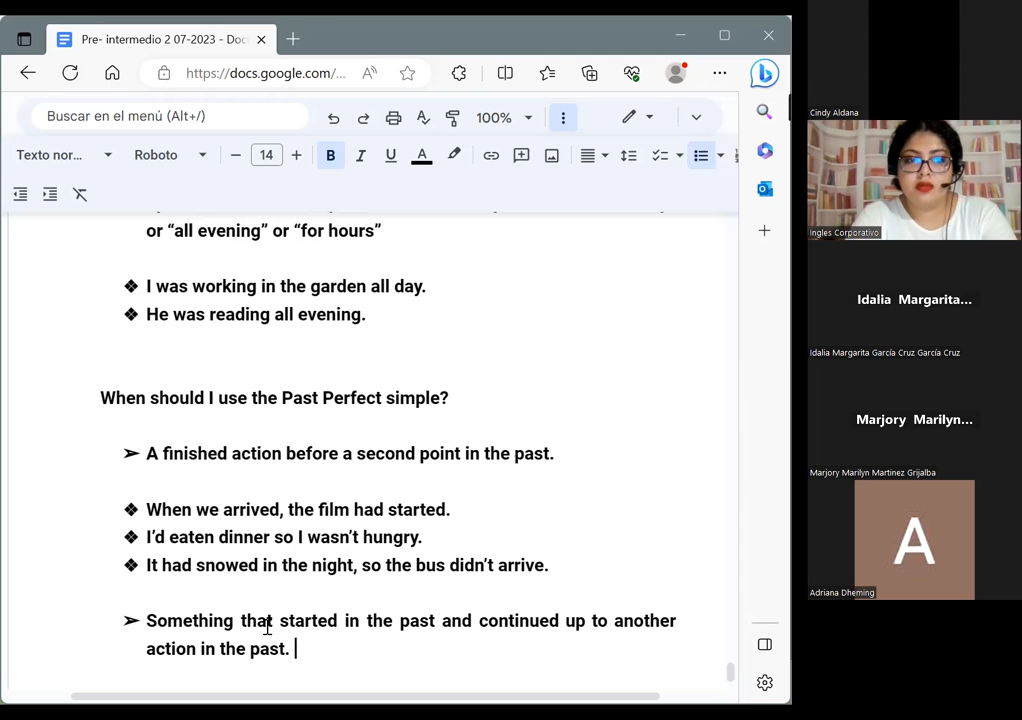 Pre- intermedio 2 07-2023 - Doc
https://docs.google.com/...
Buscar en el menú (Alt+/)
100%
Texto nor...
Roboto
14
B
I
U
A
or “all evening” or “for hours”
❖ I was working in the garden all day.
❖ He was reading all evening.
When should I use the Past Perfect simple?
➢ A finished action before a second point in the past.
❖ When we arrived, the film had started.
❖ I’d eaten dinner so I wasn’t hungry.
❖ It had snowed in the night, so the bus didn’t arrive.
➢ Something that started in the past and continued up to another
action in the past.
Cindy Aldana
Ingles Corporativo
Idalia Margarita...
Idalia Margarita García Cruz García Cruz
Marjory Marilyn...
Marjory Marilyn Martinez Grijalba
A
Adriana Dheming